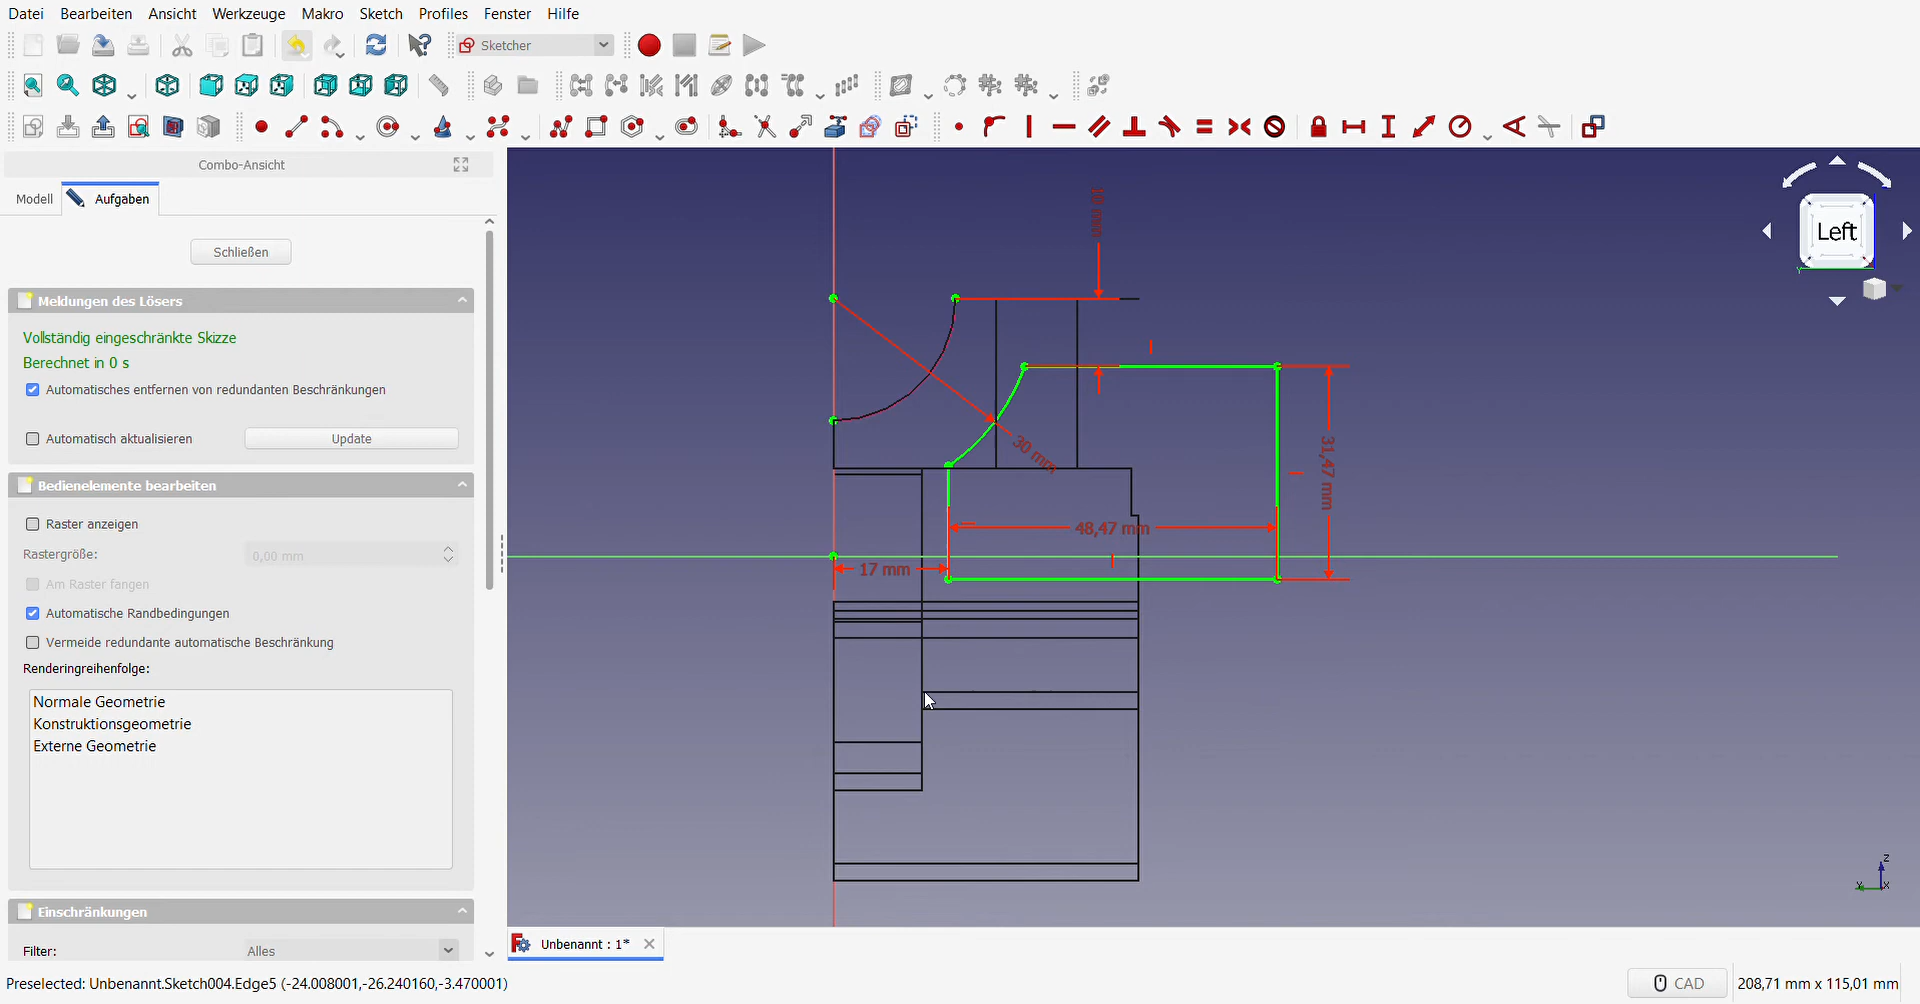 Datei Bearbeiten Ansicht Werkzeuge Makro Sketch Profiles Fenster Hilfe
Sketcher
Combo-Ansicht
Modell Aufgaben
Schließen
Meldungen des Lösers
Vollständig eingeschränkte Skizze
Berechnet in 0 s
Automatisches entfernen von redundanten Beschränkungen
Automatisch aktualisieren Update
Bedienelemente bearbeiten
Raster anzeigen
Rastergröße: 0,00 mm
Am Raster fangen
Automatische Randbedingungen
Vermeide redundante automatische Beschränkung
Renderingreihenfolge:
Normale Geometrie
Konstruktionsgeometrie
Externe Geometrie
Einschränkungen
Filter: Alles
10 mm
30 mm
31,47 mm
48,47 mm
17 mm
Left
Y
Z
Y X
Unbenannt : 1*
Preselected: Unbenannt.Sketch004.Edge5 (-24.008001,-26.240160,-3.470001)
CAD 208,71 mm x 115,01 mm